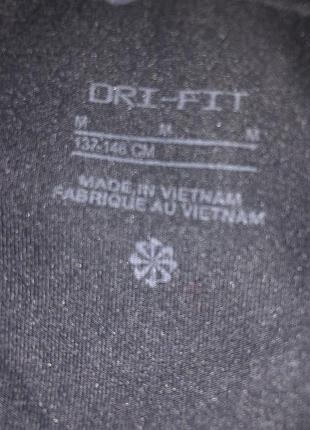 DRI-FIT
M M M
137-146 CM
MADE IN VIETNAM
FABRIQUE AU VIETNAM